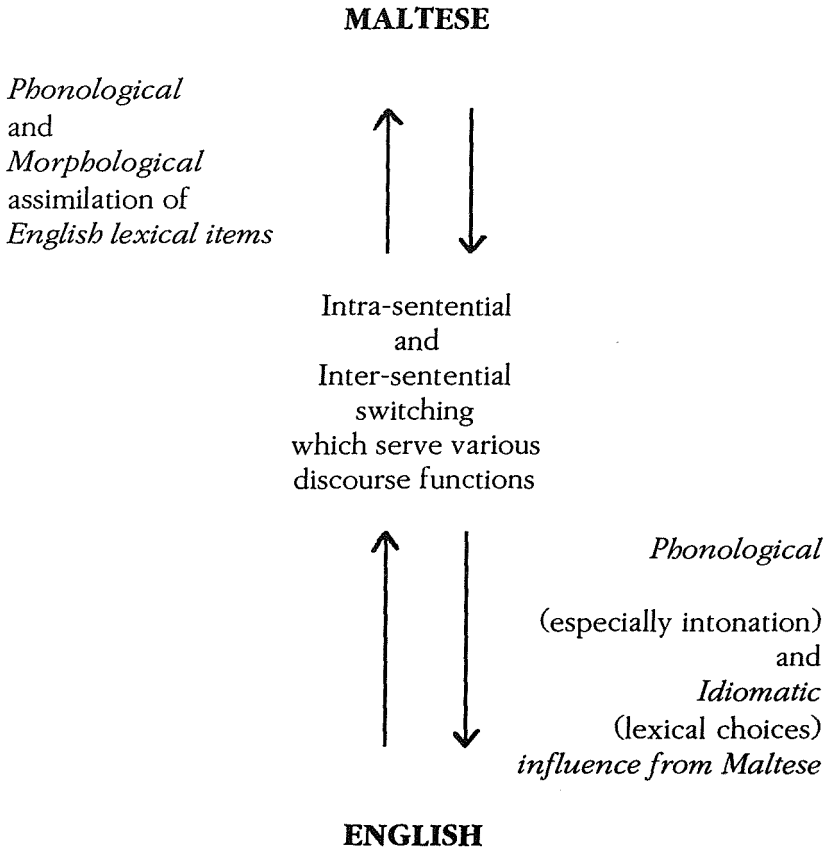 MALTESE
Phonological
and
Morphological
assimilation of
English lexical items
Intra-sentential
and
Inter-sentential
switching
which serve various
discourse functions
Phonological
(especially intonation)
and
Idiomatic
(lexical choices)
influence from Maltese
ENGLISH